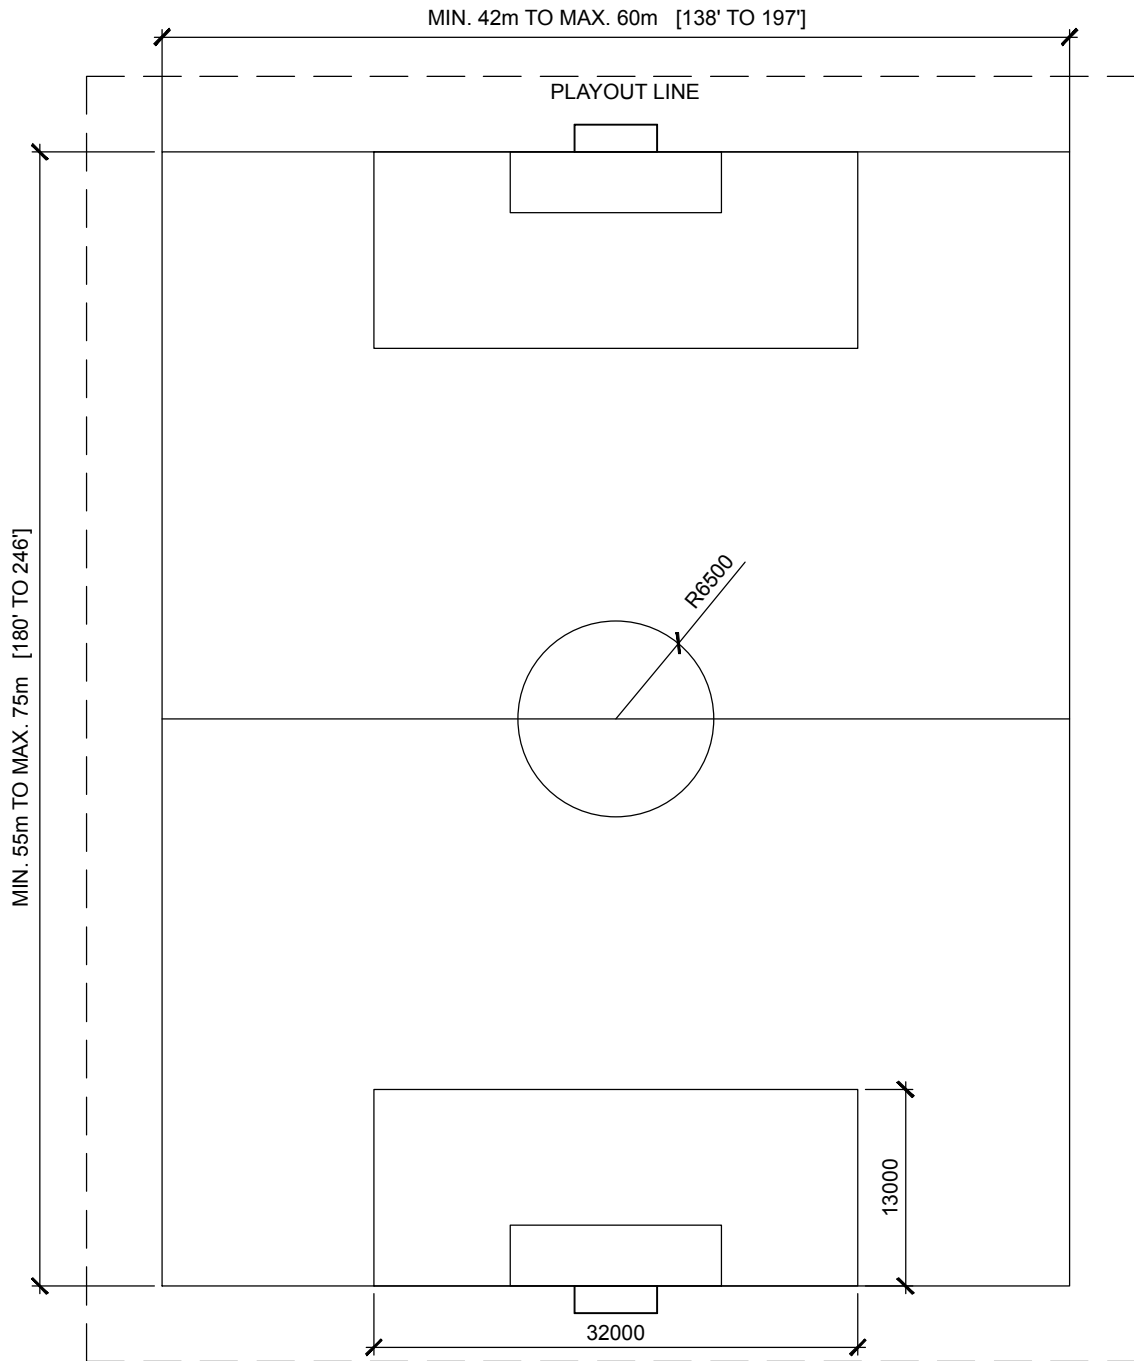 MIN. 42m TO MAX. 60m [138' TO 197']
PLAYOUT LINE
MIN. 55m TO MAX. 75m [180' TO 246']
R6500
13000
32000